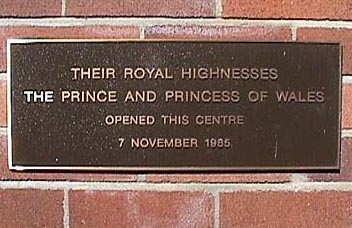 THEIR ROYAL HIGHNESSES
THE PRINCE AND PRINCESS OF WALES
OPENED THIS CENTRE
7 NOVEMBER 1985